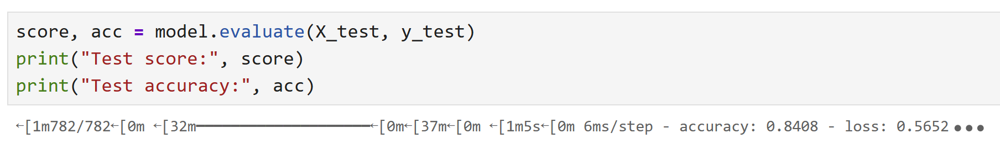 score, acc = model.evaluate(X_test, y_test)
print("Test score:", score)
print("Test accuracy:", acc)
←[1m782/782←[0m ←[32m━━━━━━━━━━━━━━━━━━━━←[0m←[37m←[0m ←[1m5s←[0m 6ms/step - accuracy: 0.8408 - loss: 0.5652 •••